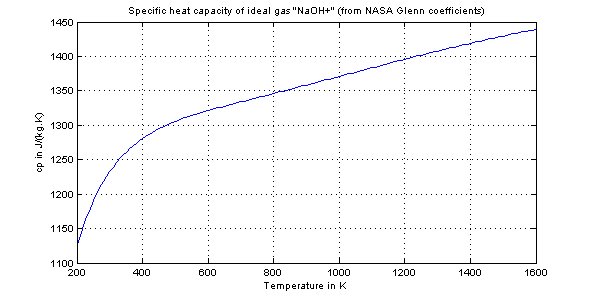 Specific heat capacity of ideal gas "NaOH+" (from NASA Glenn coefficients)
1450
1400
1350
1300
1250
1200
1150
1100
cp in J/(kg.K)
200 400 600 800 1000 1200 1400 1600
Temperature in K